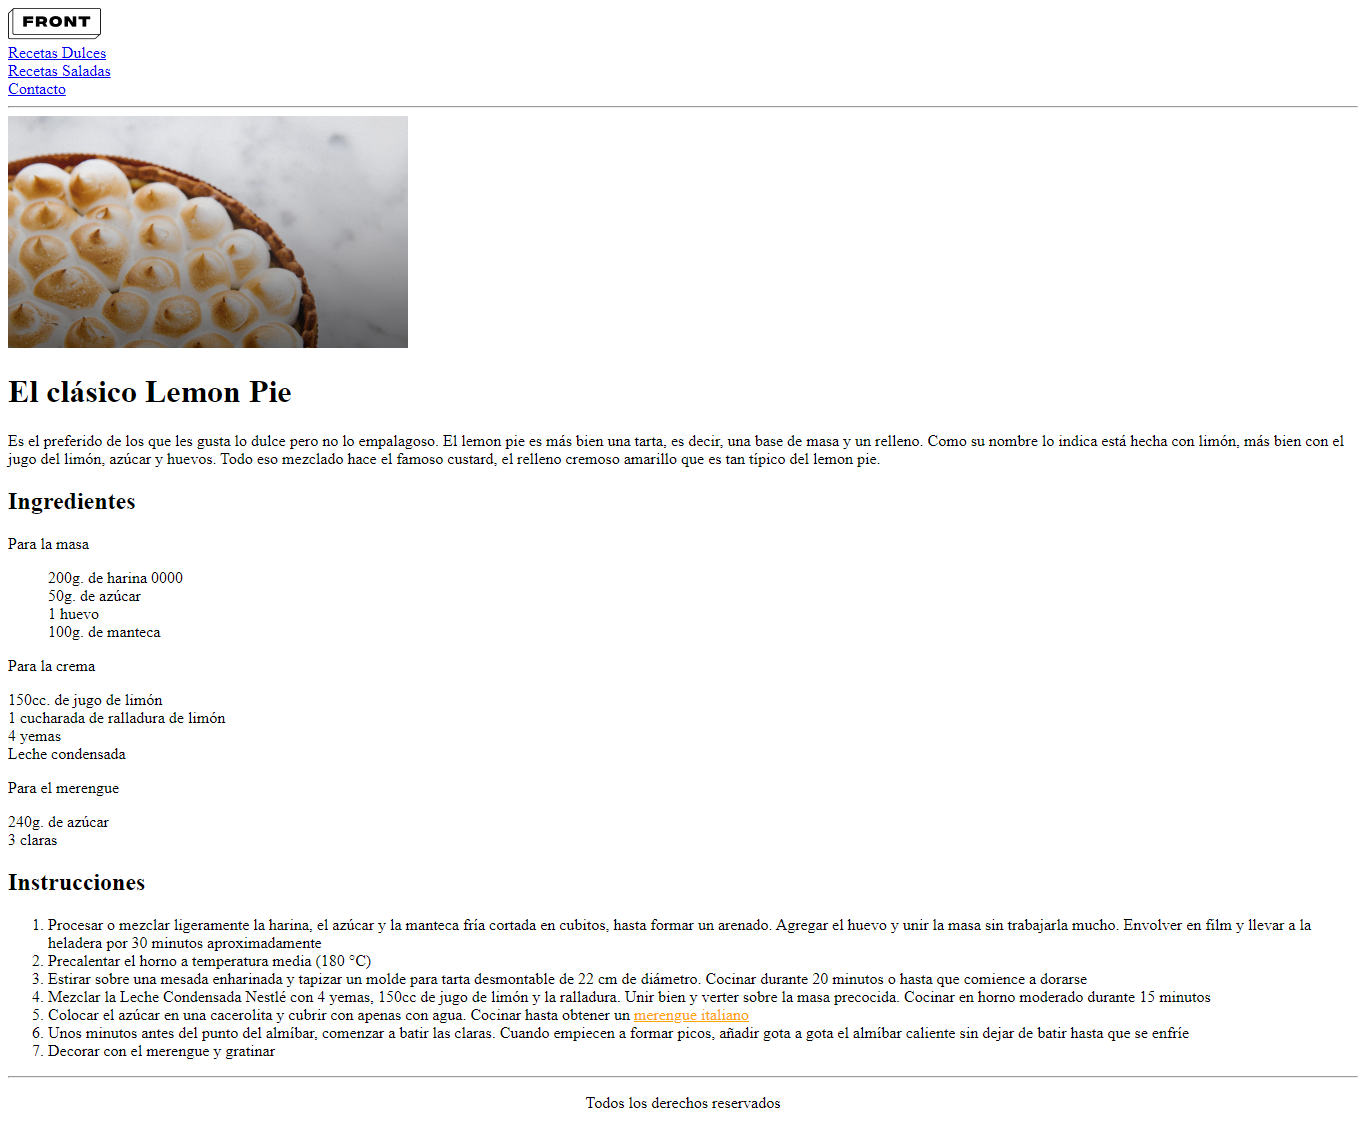 FRONT
Recetas Dulces
Recetas Saladas
Contacto
El clásico Lemon Pie
Es el preferido de los que les gusta lo dulce pero no lo empalagoso. El lemon pie es más bien una tarta, es decir, una base de masa y un relleno. Como su nombre lo indica está hecha con limón, más bien con el
jugo del limón, azúcar y huevos. Todo eso mezclado hace el famoso custard, el relleno cremoso amarillo que es tan típico del lemon pie.
Ingredientes
Para la masa
200g. de harina 0000
50g. de azúcar
1 huevo
100g. de manteca
Para la crema
150cc. de jugo de limón
1 cucharada de ralladura de limón
4 yemas
Leche condensada
Para el merengue
240g. de azúcar
3 claras
Instrucciones
1. Procesar o mezclar ligeramente la harina, el azúcar y la manteca fría cortada en cubitos, hasta formar un arenado. Agregar el huevo y unir la masa sin trabajarla mucho. Envolver en film y llevar a la
heladera por 30 minutos aproximadamente
2. Precalentar el horno a temperatura media (180 °C)
3. Estirar sobre una mesada enharinada y tapizar un molde para tarta desmontable de 22 cm de diámetro. Cocinar durante 20 minutos o hasta que comience a dorarse
4. Mezclar la Leche Condensada Nestlé con 4 yemas, 150cc de jugo de limón y la ralladura. Unir bien y verter sobre la masa precocida. Cocinar en horno moderado durante 15 minutos
5. Colocar el azúcar en una cacerolita y cubrir con apenas con agua. Cocinar hasta obtener un merengue italiano
6. Unos minutos antes del punto del almíbar, comenzar a batir las claras. Cuando empiecen a formar picos, añadir gota a gota el almíbar caliente sin dejar de batir hasta que se enfríe
7. Decorar con el merengue y gratinar
Todos los derechos reservados